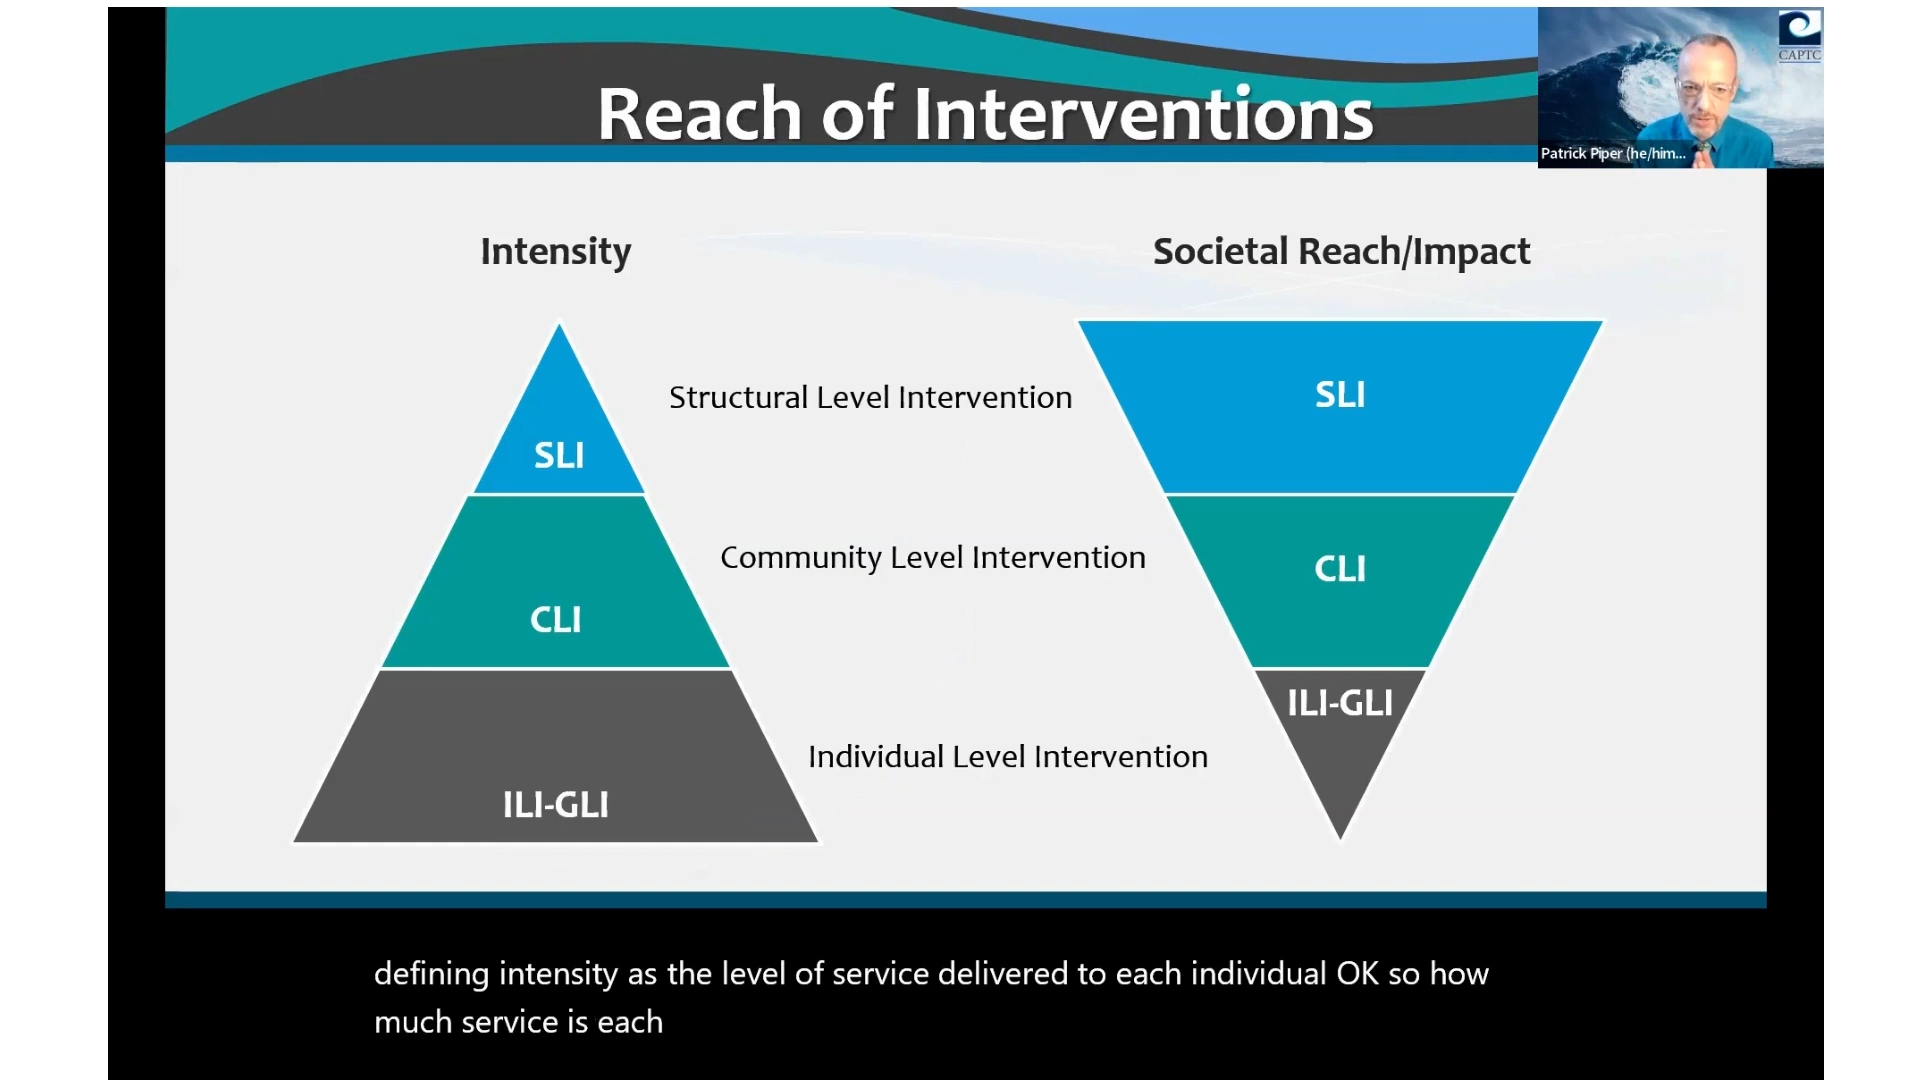 Reach of Interventions
CAPTC
Patrick Piper (he/him...
Intensity
Societal Reach/Impact
Structural Level Intervention
SLI
SLI
Community Level Intervention
CLI
CLI
Individual Level Intervention
ILI-GLI
ILI-GLI
defining intensity as the level of service delivered to each individual OK so how
much service is each